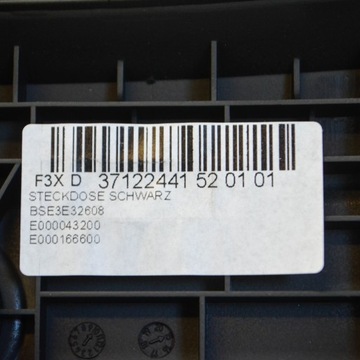 F3X D 37122441 52 01 01
STECKDOSE SCHWARZ
BSE3E32608
E000043200
E000166600